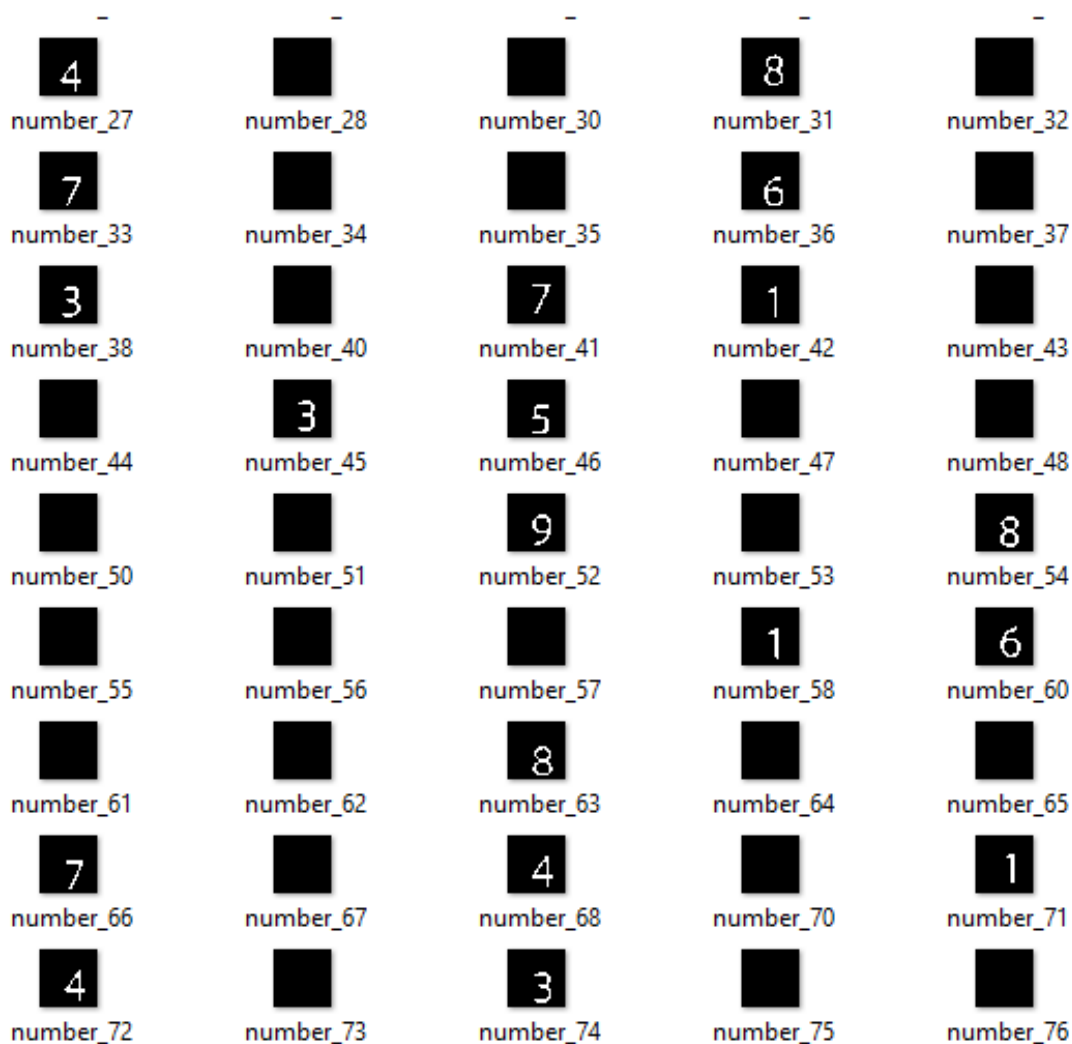 4 8
number_27 number_28 number_30 number_31 number_32
7 6
number_33 number_34 number_35 number_36 number_37
3 7 1
number_38 number_40 number_41 number_42 number_43
3 5
number_44 number_45 number_46 number_47 number_48
9 8
number_50 number_51 number_52 number_53 number_54
1 6
number_55 number_56 number_57 number_58 number_60
8
number_61 number_62 number_63 number_64 number_65
7 4 1
number_66 number_67 number_68 number_70 number_71
4 3
number_72 number_73 number_74 number_75 number_76